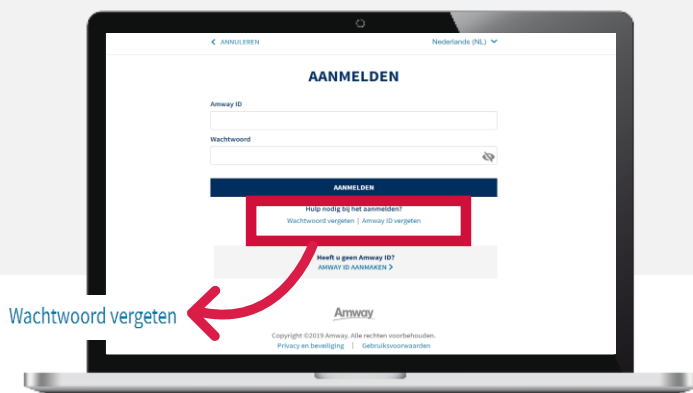 ANNULEREN
Nederlande (NL)
AANMELDEN
Amway ID
Wachtwoord
AANMELDEN
Hulp nodig bij het aanmelden?
Wachtwoord vergeten | Amway ID vergeten
Heeft u geen Amway ID?
AMWAY ID AANMAKEN >
Wachtwoord vergeten
Amway
Copyright ©2019 Amway. Alle rechten voorbehouden.
Privacy en beveiliging | Gebruiksvoorwaarden